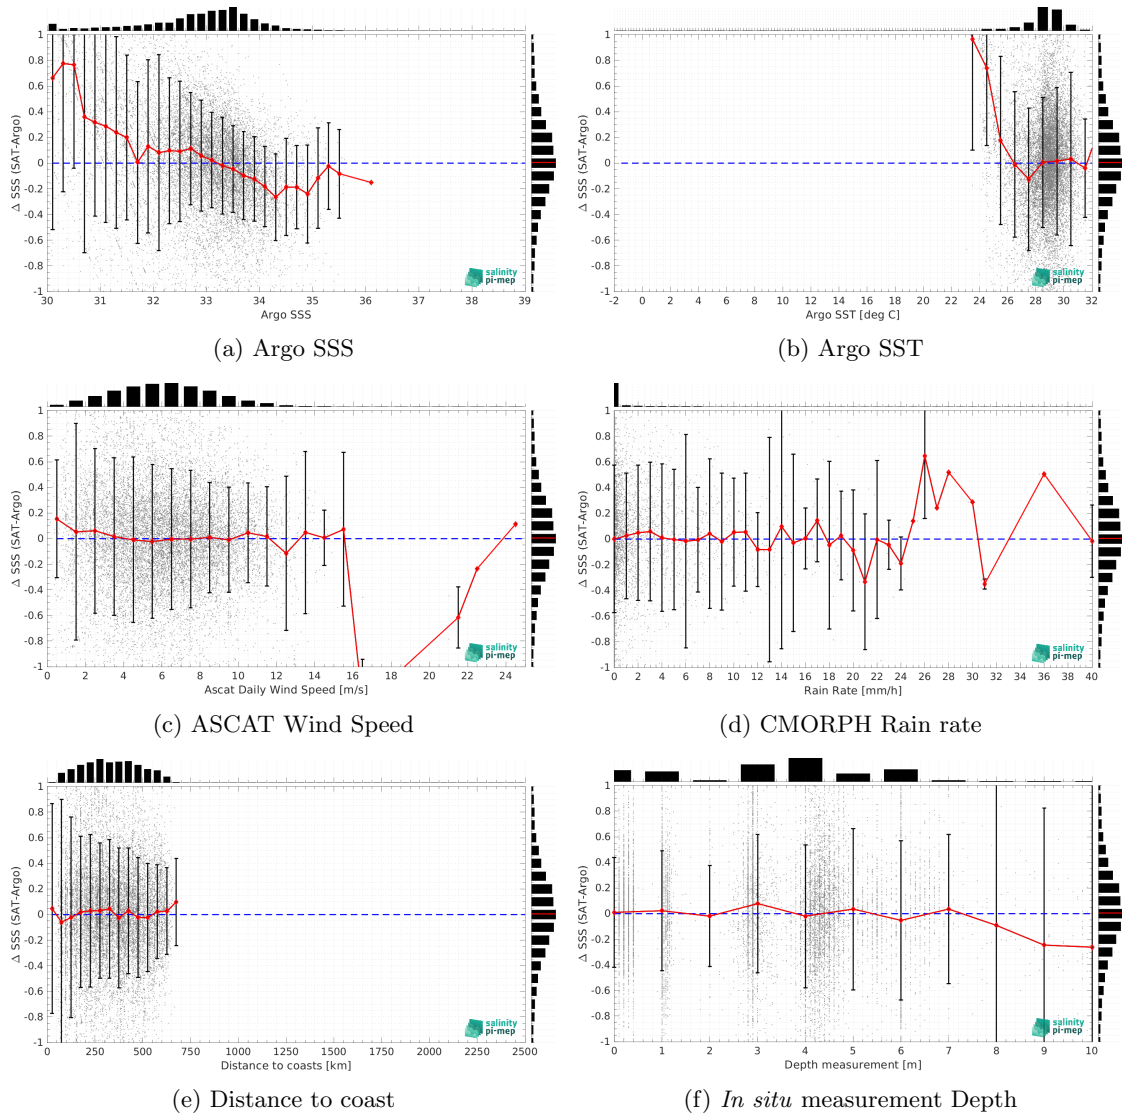 1
0.8
0.6
0.4
0.2
0
-0.2
-0.4
-0.6
-0.8
-1
Δ SSS (SAT-Argo)
salinity
pi-mep
30 31 32 33 34 35 36 37 38 39
Argo SSS
(a) Argo SSS
1
0.8
0.6
0.4
0.2
0
-0.2
-0.4
-0.6
-0.8
-1
Δ SSS (SAT-Argo)
salinity
pi-mep
-2 0 2 4 6 8 10 12 14 16 18 20 22 24 26 28 30 32
Argo SST [deg C]
(b) Argo SST
1
0.8
0.6
0.4
0.2
0
-0.2
-0.4
-0.6
-0.8
-1
Δ SSS (SAT-Argo)
salinity
pi-mep
0 2 4 6 8 10 12 14 16 18 20 22 24
Ascat Daily Wind Speed [m/s]
(c) ASCAT Wind Speed
1
0.8
0.6
0.4
0.2
0
-0.2
-0.4
-0.6
-0.8
-1
Δ SSS (SAT-Argo)
salinity
pi-mep
0 2 4 6 8 10 12 14 16 18 20 22 24 26 28 30 32 34 36 38 40
Rain Rate [mm/h]
(d) CMORPH Rain rate
1
0.8
0.6
0.4
0.2
0
-0.2
-0.4
-0.6
-0.8
-1
Δ SSS (SAT-Argo)
salinity
pi-mep
0 250 500 750 1000 1250 1500 1750 2000 2250 2500
Distance to coasts [km]
(e) Distance to coast
1
0.8
0.6
0.4
0.2
0
-0.2
-0.4
-0.6
-0.8
-1
Δ SSS (SAT-Argo)
salinity
pi-mep
0 1 2 3 4 5 6 7 8 9 10
Depth measurement [m]
(f) In situ measurement Depth